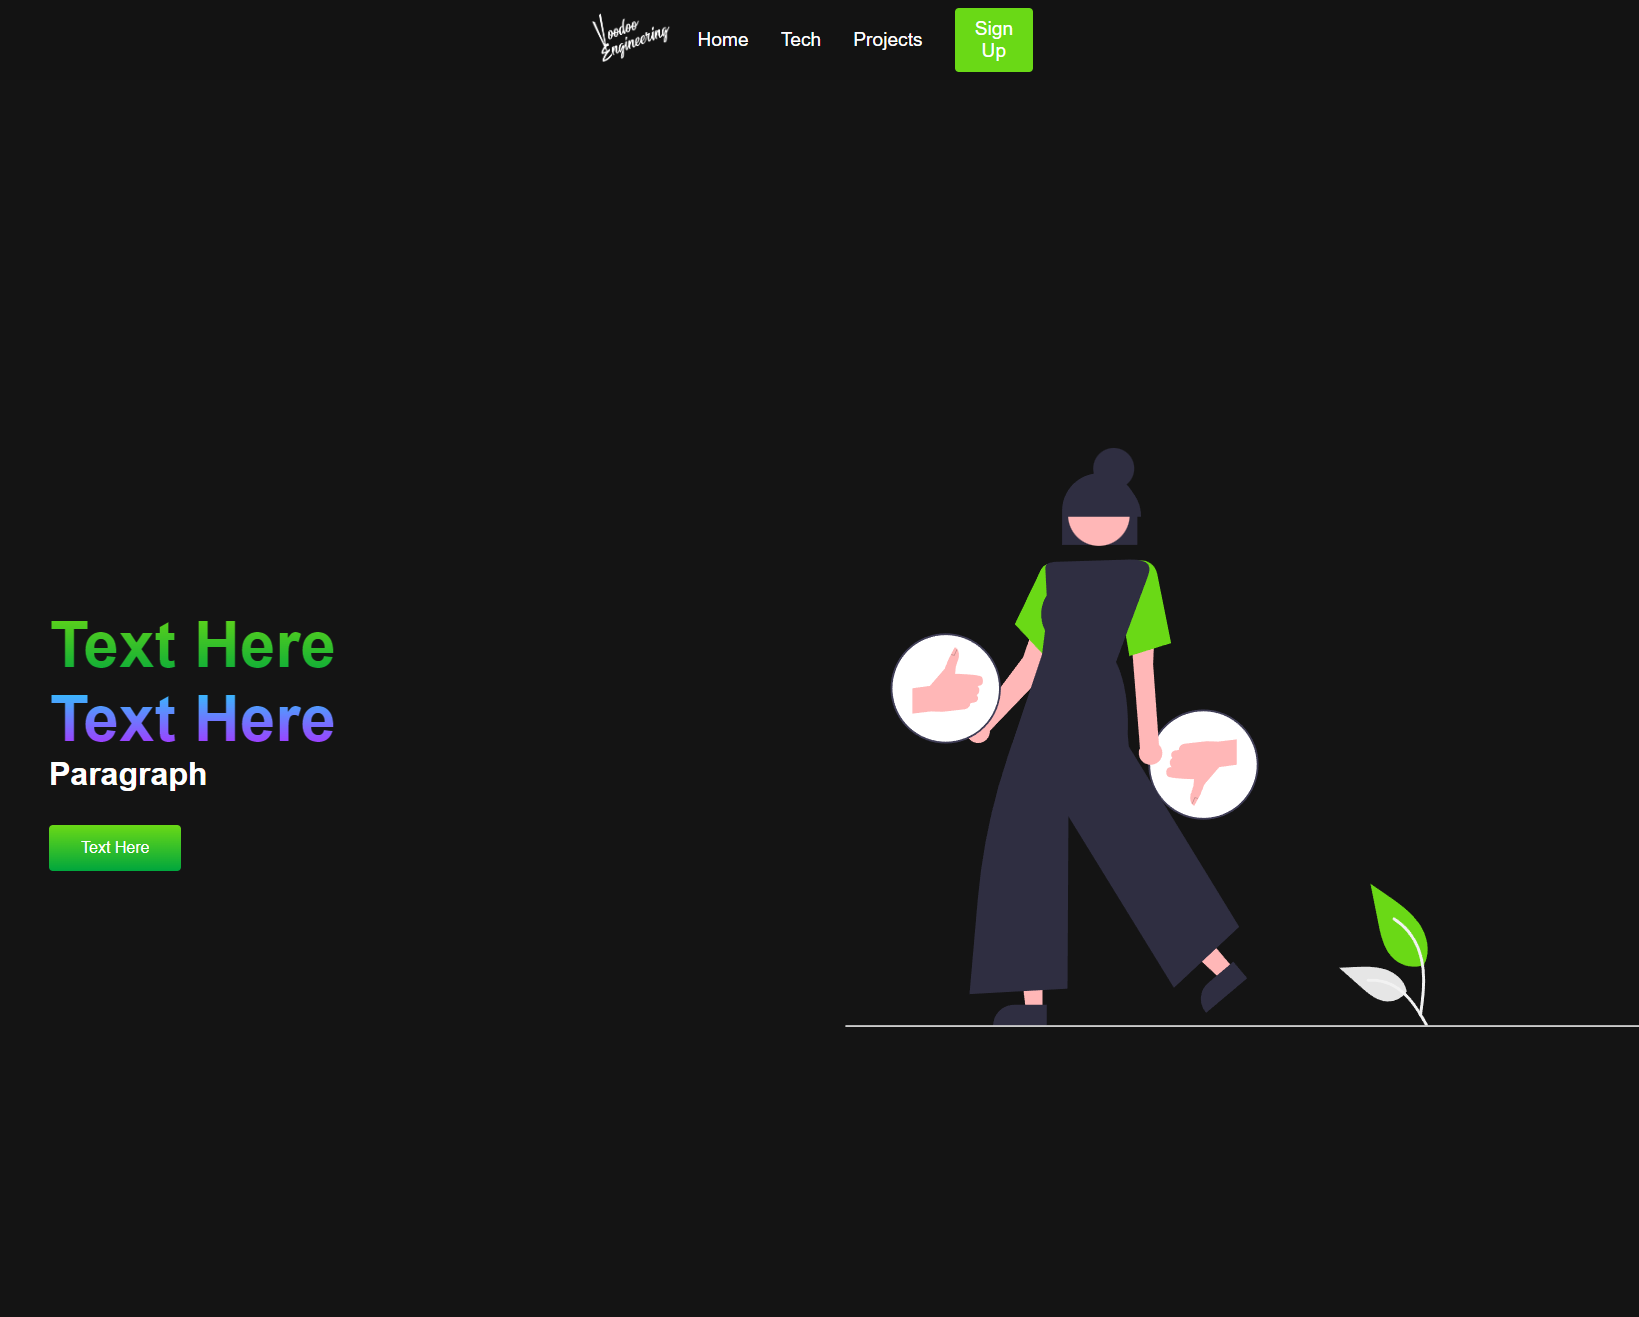 Voodoo
Engineering
Home
Tech
Projects
Sign
Up
Text Here
Text Here
Paragraph
Text Here